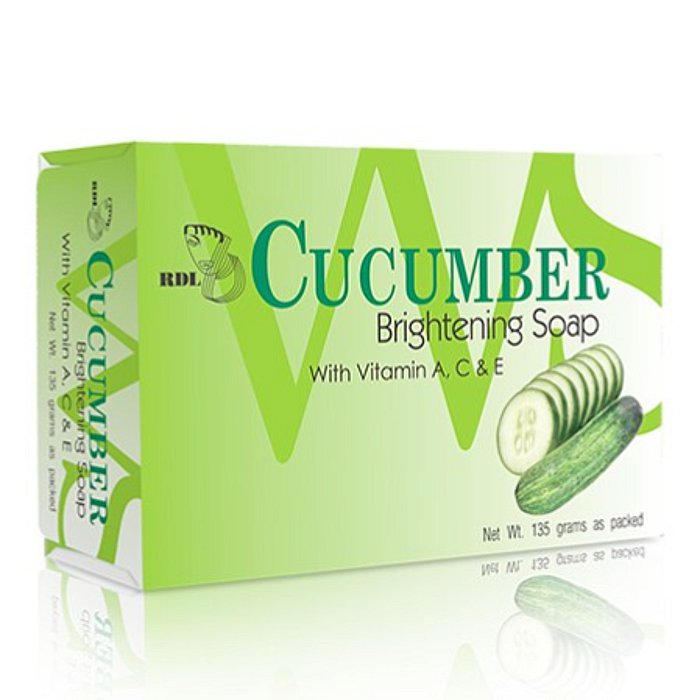 RDL
CUCUMBER
Brightening Soap
With Vitamin A, C & E
Net Wt. 135 grams as packed
RDL
CUCUMBER
Brightening Soap
With Vitamin A, C & E
Net Wt. 135 grams as packed